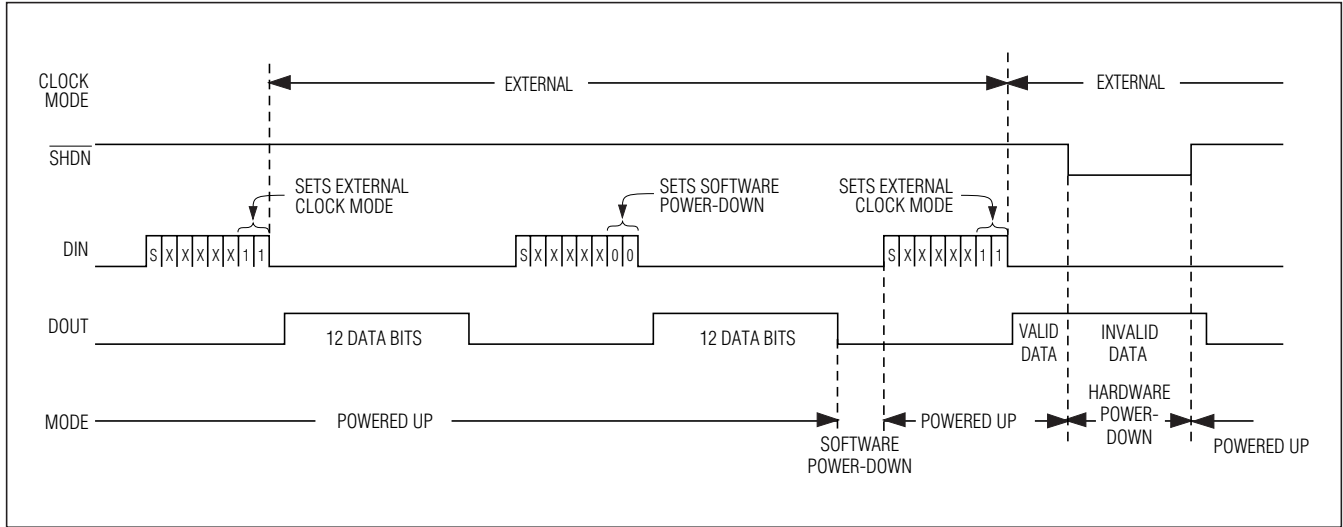 CLOCK
MODE
EXTERNAL
EXTERNAL
SHDN
SETS EXTERNAL
CLOCK MODE
SETS SOFTWARE
POWER-DOWN
SETS EXTERNAL
CLOCK MODE
DIN
S X X X X X 1 1
S X X X X X 0 0
S X X X X X 1 1
DOUT
12 DATA BITS
12 DATA BITS
VALID
DATA
INVALID
DATA
MODE
POWERED UP
SOFTWARE
POWER-DOWN
POWERED UP
HARDWARE
POWER-
DOWN
POWERED UP